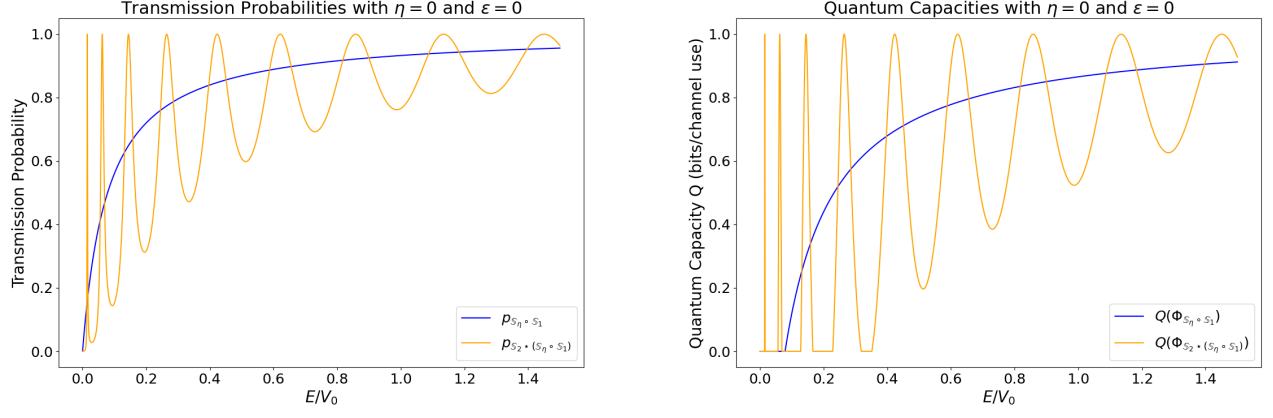 Transmission Probabilities with η = 0 and ε = 0
Transmission Probability
1.0
0.8
0.6
0.4
0.2
0.0
0.0 0.2 0.4 0.6 0.8 1.0 1.2 1.4
E/V₀
p_{𝕊_η∘𝕊_1}
p_{𝕊_2⋆(𝕊_η∘𝕊_1)}
Quantum Capacities with η = 0 and ε = 0
Quantum Capacity Q (bits/channel use)
1.0
0.8
0.6
0.4
0.2
0.0
0.0 0.2 0.4 0.6 0.8 1.0 1.2 1.4
E/V₀
Q(Φ_{𝕊_η∘𝕊_1})
Q(Φ_{𝕊_2⋆(𝕊_η∘𝕊_1)})